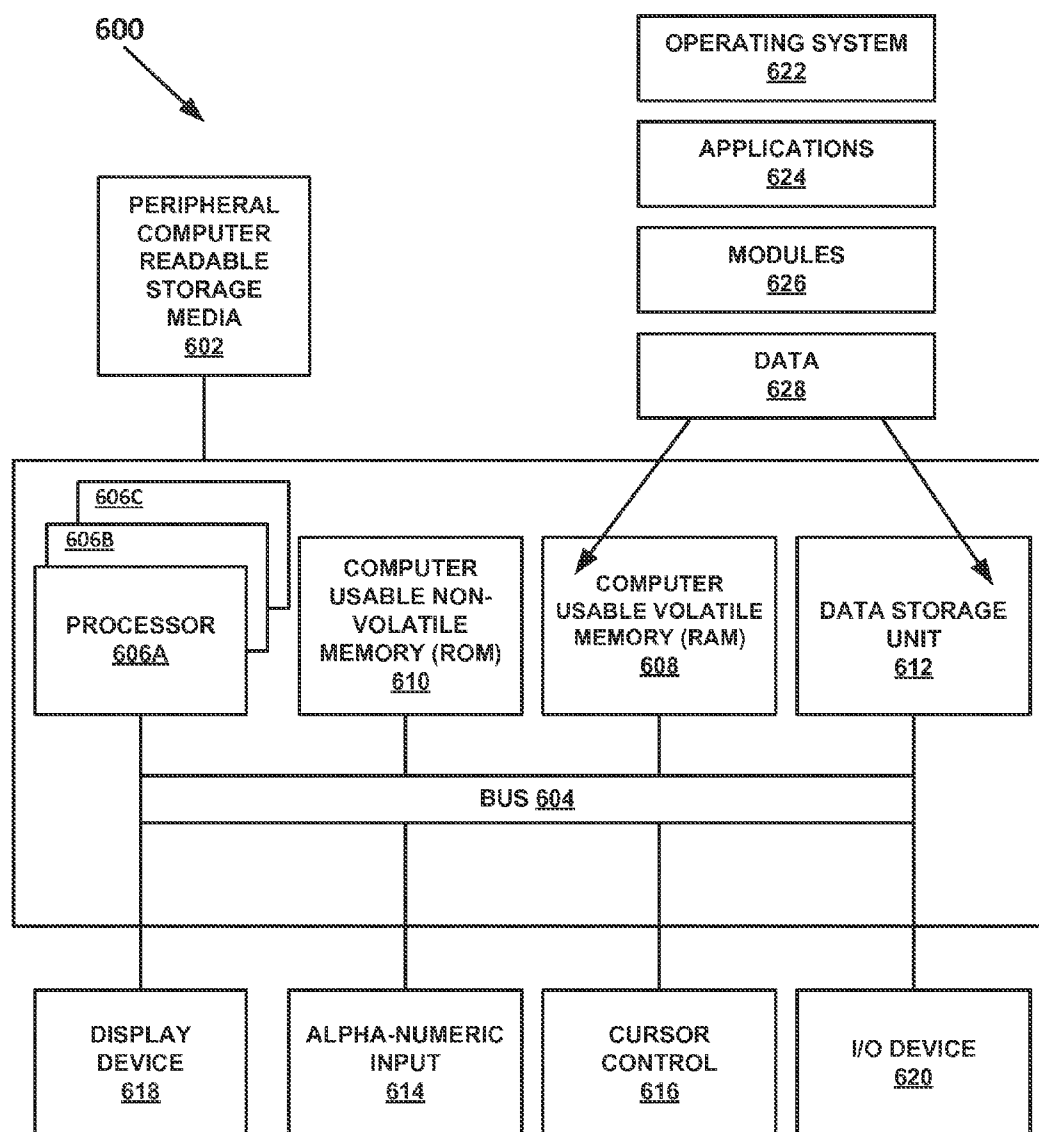 600
OPERATING SYSTEM
622
APPLICATIONS
624
MODULES
626
DATA
628
PERIPHERAL
COMPUTER
READABLE
STORAGE
MEDIA
602
606C
606B
PROCESSOR
606A
COMPUTER
USABLE NON-
VOLATILE
MEMORY (ROM)
610
COMPUTER
USABLE VOLATILE
MEMORY (RAM)
608
DATA STORAGE
UNIT
612
BUS 604
DISPLAY
DEVICE
618
ALPHA-NUMERIC
INPUT
614
CURSOR
CONTROL
616
I/O DEVICE
620